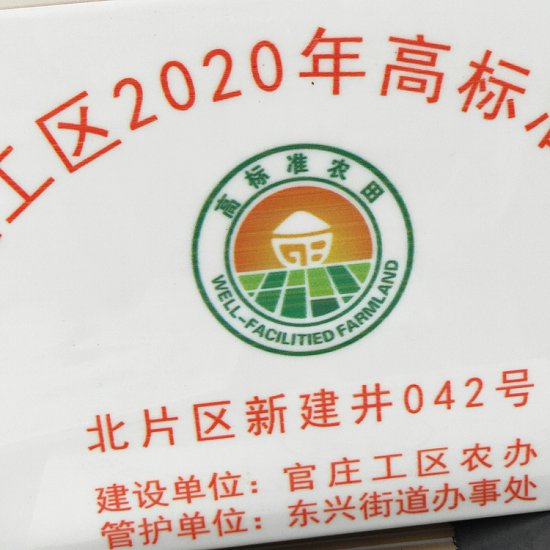 工区2020年高标准
高标准农田
WELL-FACILITIED FARMLAND
北片区新建井042号
建设单位：官庄工区农办
管护单位：东兴街道办事处